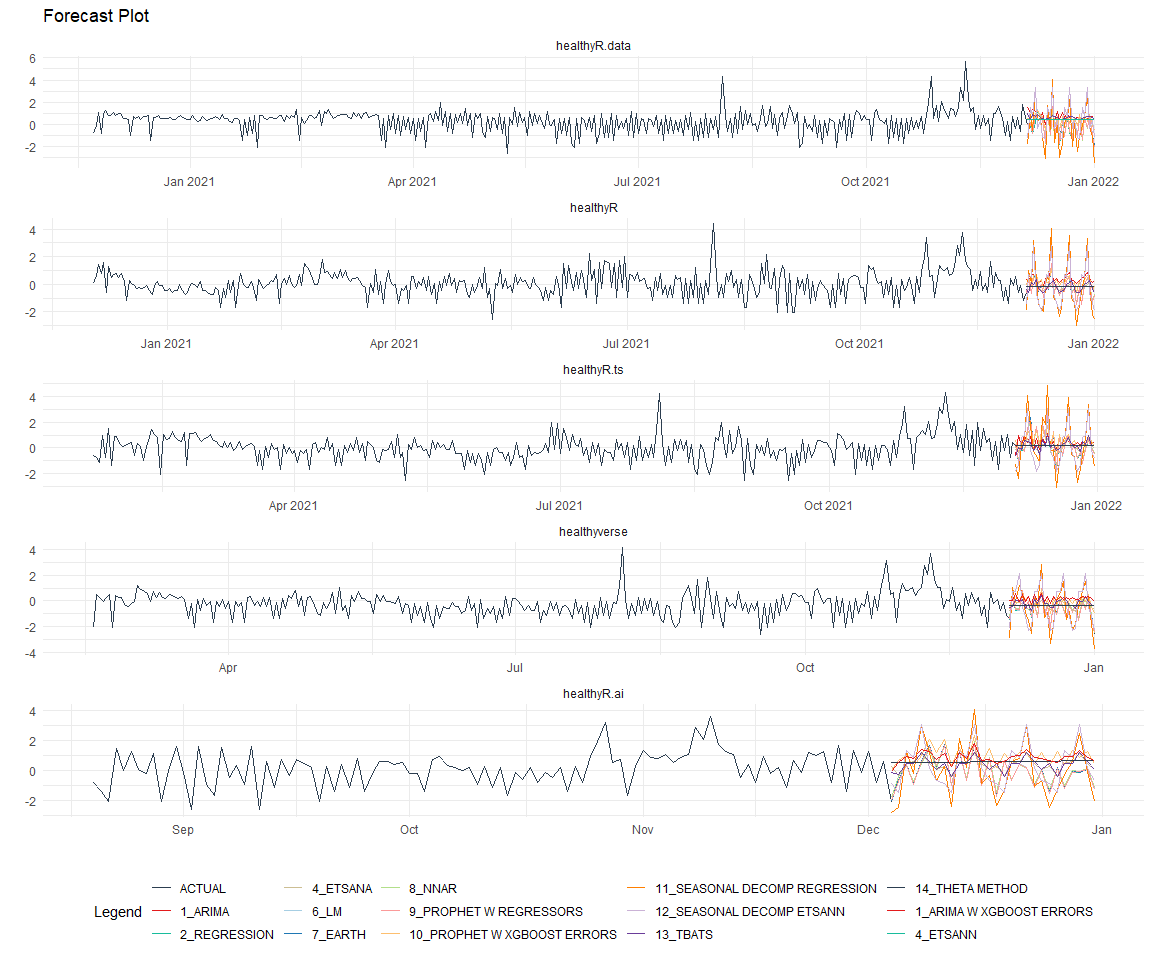 Forecast Plot
healthyR.data
6
4
2
0
-2
Jan 2021 Apr 2021 Jul 2021 Oct 2021 Jan 2022
healthyR
4
2
0
-2
Jan 2021 Apr 2021 Jul 2021 Oct 2021 Jan 2022
healthyR.ts
4
2
0
-2
Apr 2021 Jul 2021 Oct 2021 Jan 2022
healthyverse
4
2
0
-2
-4
Apr Jul Oct Jan
healthyR.ai
4
2
0
-2
Sep Oct Nov Dec Jan
ACTUAL 4_ETSANA 8_NNAR 11_SEASONAL DECOMP REGRESSION 14_THETA METHOD
Legend 1_ARIMA 6_LM 9_PROPHET W REGRESSORS 12_SEASONAL DECOMP ETSANN 1_ARIMA W XGBOOST ERRORS
2_REGRESSION 7_EARTH 10_PROPHET W XGBOOST ERRORS 13_TBATS 4_ETSANN